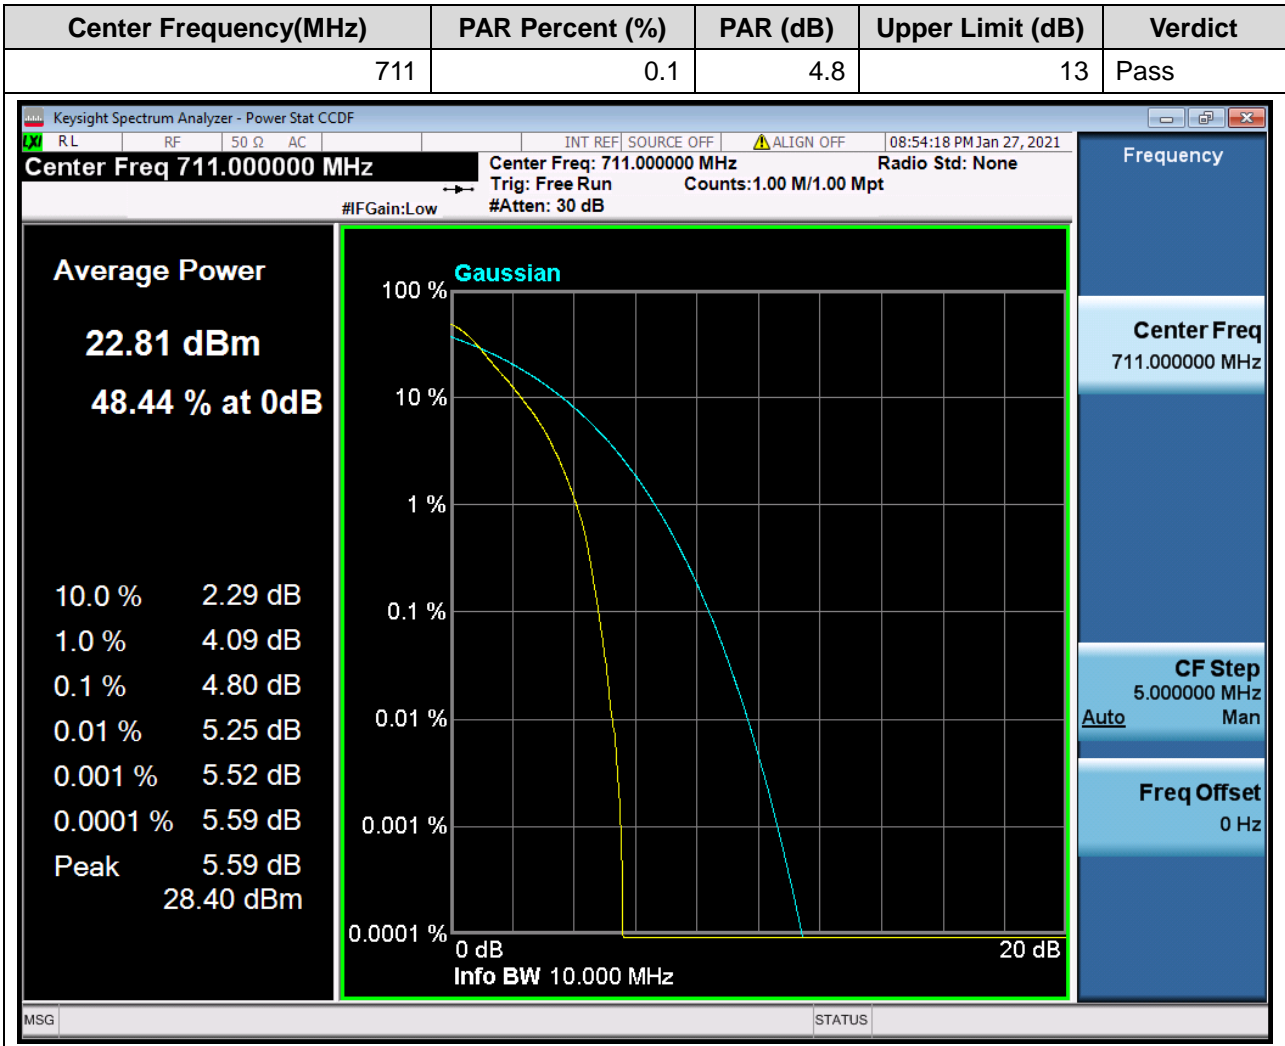 Center Frequency(MHz) PAR Percent (%) PAR (dB) Upper Limit (dB) Verdict
711 0.1 4.8 13 Pass
Keysight Spectrum Analyzer - Power Stat CCDF
LXI RL RF 50 Ω AC INT REF SOURCE OFF ALIGN OFF 08:54:18 PM Jan 27, 2021
Center Freq 711.000000 MHz
Center Freq: 711.000000 MHz Radio Std: None
Trig: Free Run Counts:1.00 M/1.00 Mpt
#IFGain:Low #Atten: 30 dB
Frequency
Average Power
22.81 dBm
48.44 % at 0dB
10.0 % 2.29 dB
1.0 % 4.09 dB
0.1 % 4.80 dB
0.01 % 5.25 dB
0.001 % 5.52 dB
0.0001 % 5.59 dB
Peak 5.59 dB
28.40 dBm
Gaussian
100 %
10 %
1 %
0.1 %
0.01 %
0.001 %
0.0001 %
0 dB 20 dB
Info BW 10.000 MHz
Center Freq
711.000000 MHz
CF Step
5.000000 MHz
Auto Man
Freq Offset
0 Hz
MSG STATUS